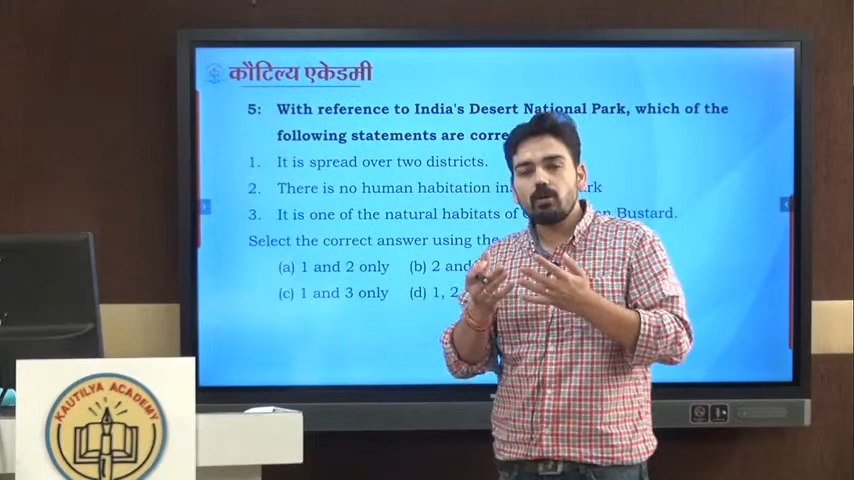 कौटिल्य एकेडमी
5: With reference to India's Desert National Park, which of the
following statements are corre
1. It is spread over two districts.
2. There is no human habitation in rk
3. It is one of the natural habitats of n Bustard.
Select the correct answer using the
(a) 1 and 2 only (b) 2 and
(c) 1 and 3 only (d) 1, 2
KAUTILYA ACADEMY